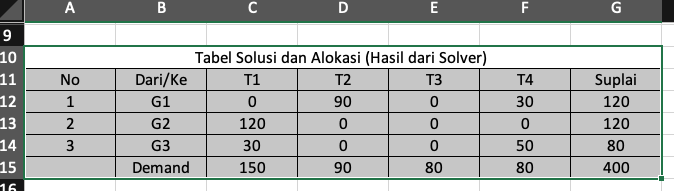 A B C D E F G
9
10 Tabel Solusi dan Alokasi (Hasil dari Solver)
11 No Dari/Ke T1 T2 T3 T4 Suplai
12 1 G1 0 90 0 30 120
13 2 G2 120 0 0 0 120
14 3 G3 30 0 0 50 80
15 Demand 150 90 80 80 400
16